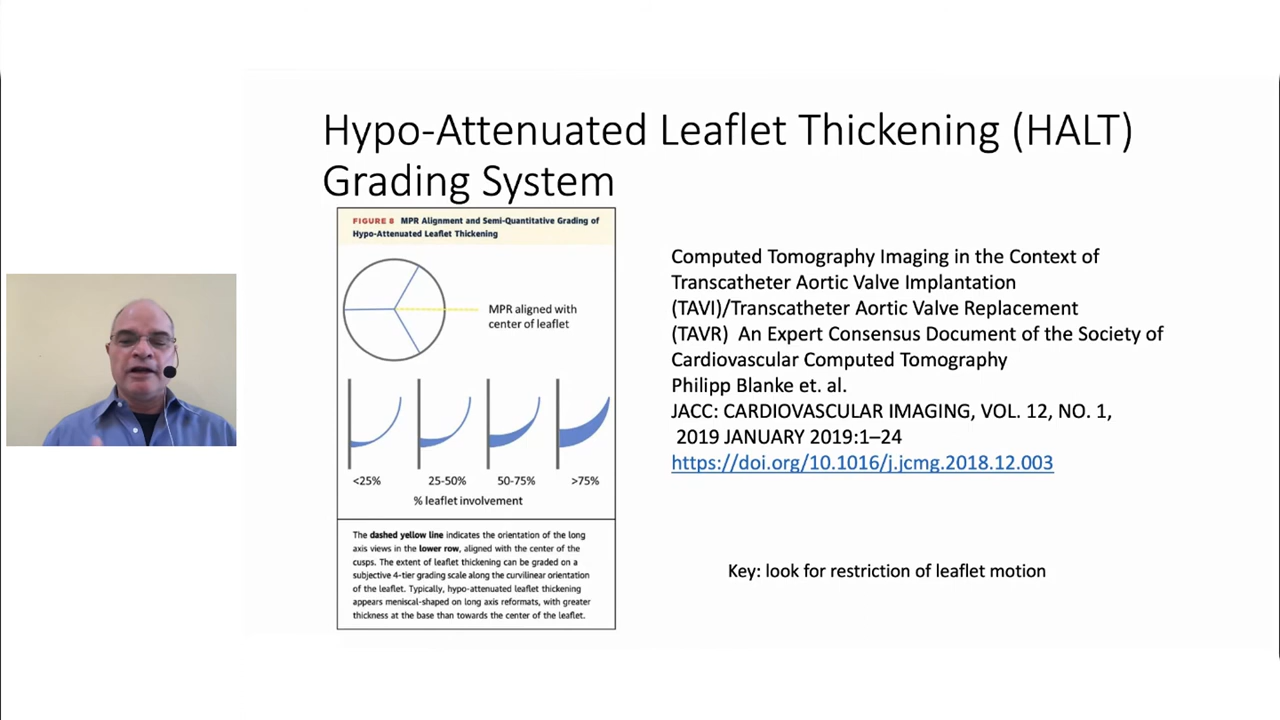 Hypo-Attenuated Leaflet Thickening (HALT)
Grading System
FIGURE 8 MPR Alignment and Semi-Quantitative Grading of
Hypo-Attenuated Leaflet Thickening
MPR aligned with
center of leaflet
<25% 25-50% 50-75% >75%
% leaflet involvement
The dashed yellow line indicates the orientation of the long
axis views in the lower row, aligned with the center of the
cusps. The extent of leaflet thickening can be graded on a
subjective 4-tier grading scale along the curvilinear orientation
of the leaflet. Typically, hypo-attenuated leaflet thickening
appears meniscal-shaped on long axis reformats, with greater
thickness at the base than towards the center of the leaflet.
Computed Tomography Imaging in the Context of
Transcatheter Aortic Valve Implantation
(TAVI)/Transcatheter Aortic Valve Replacement
(TAVR) An Expert Consensus Document of the Society of
Cardiovascular Computed Tomography
Philipp Blanke et. al.
JACC: CARDIOVASCULAR IMAGING, VOL. 12, NO. 1,
2019 JANUARY 2019:1–24
https://doi.org/10.1016/j.jcmg.2018.12.003
Key: look for restriction of leaflet motion